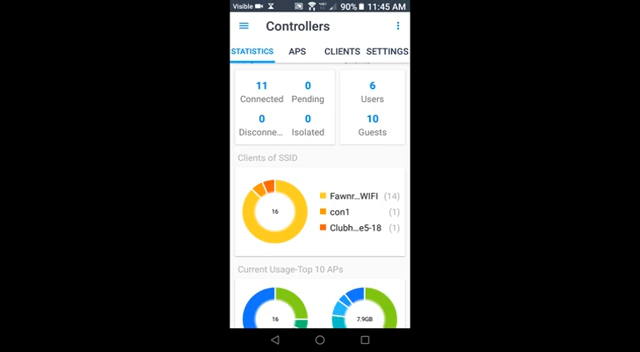 Visible 90% 11:45 AM
Controllers
STATISTICS APS CLIENTS SETTINGS
11 0 6
Connected Pending Users
0 0 10
Disconne... Isolated Guests
Clients of SSID
16
Fawnr...WIFI (14)
con1 (1)
Clubh...e5-18 (1)
Current Usage-Top 10 APs
16 7.9GB